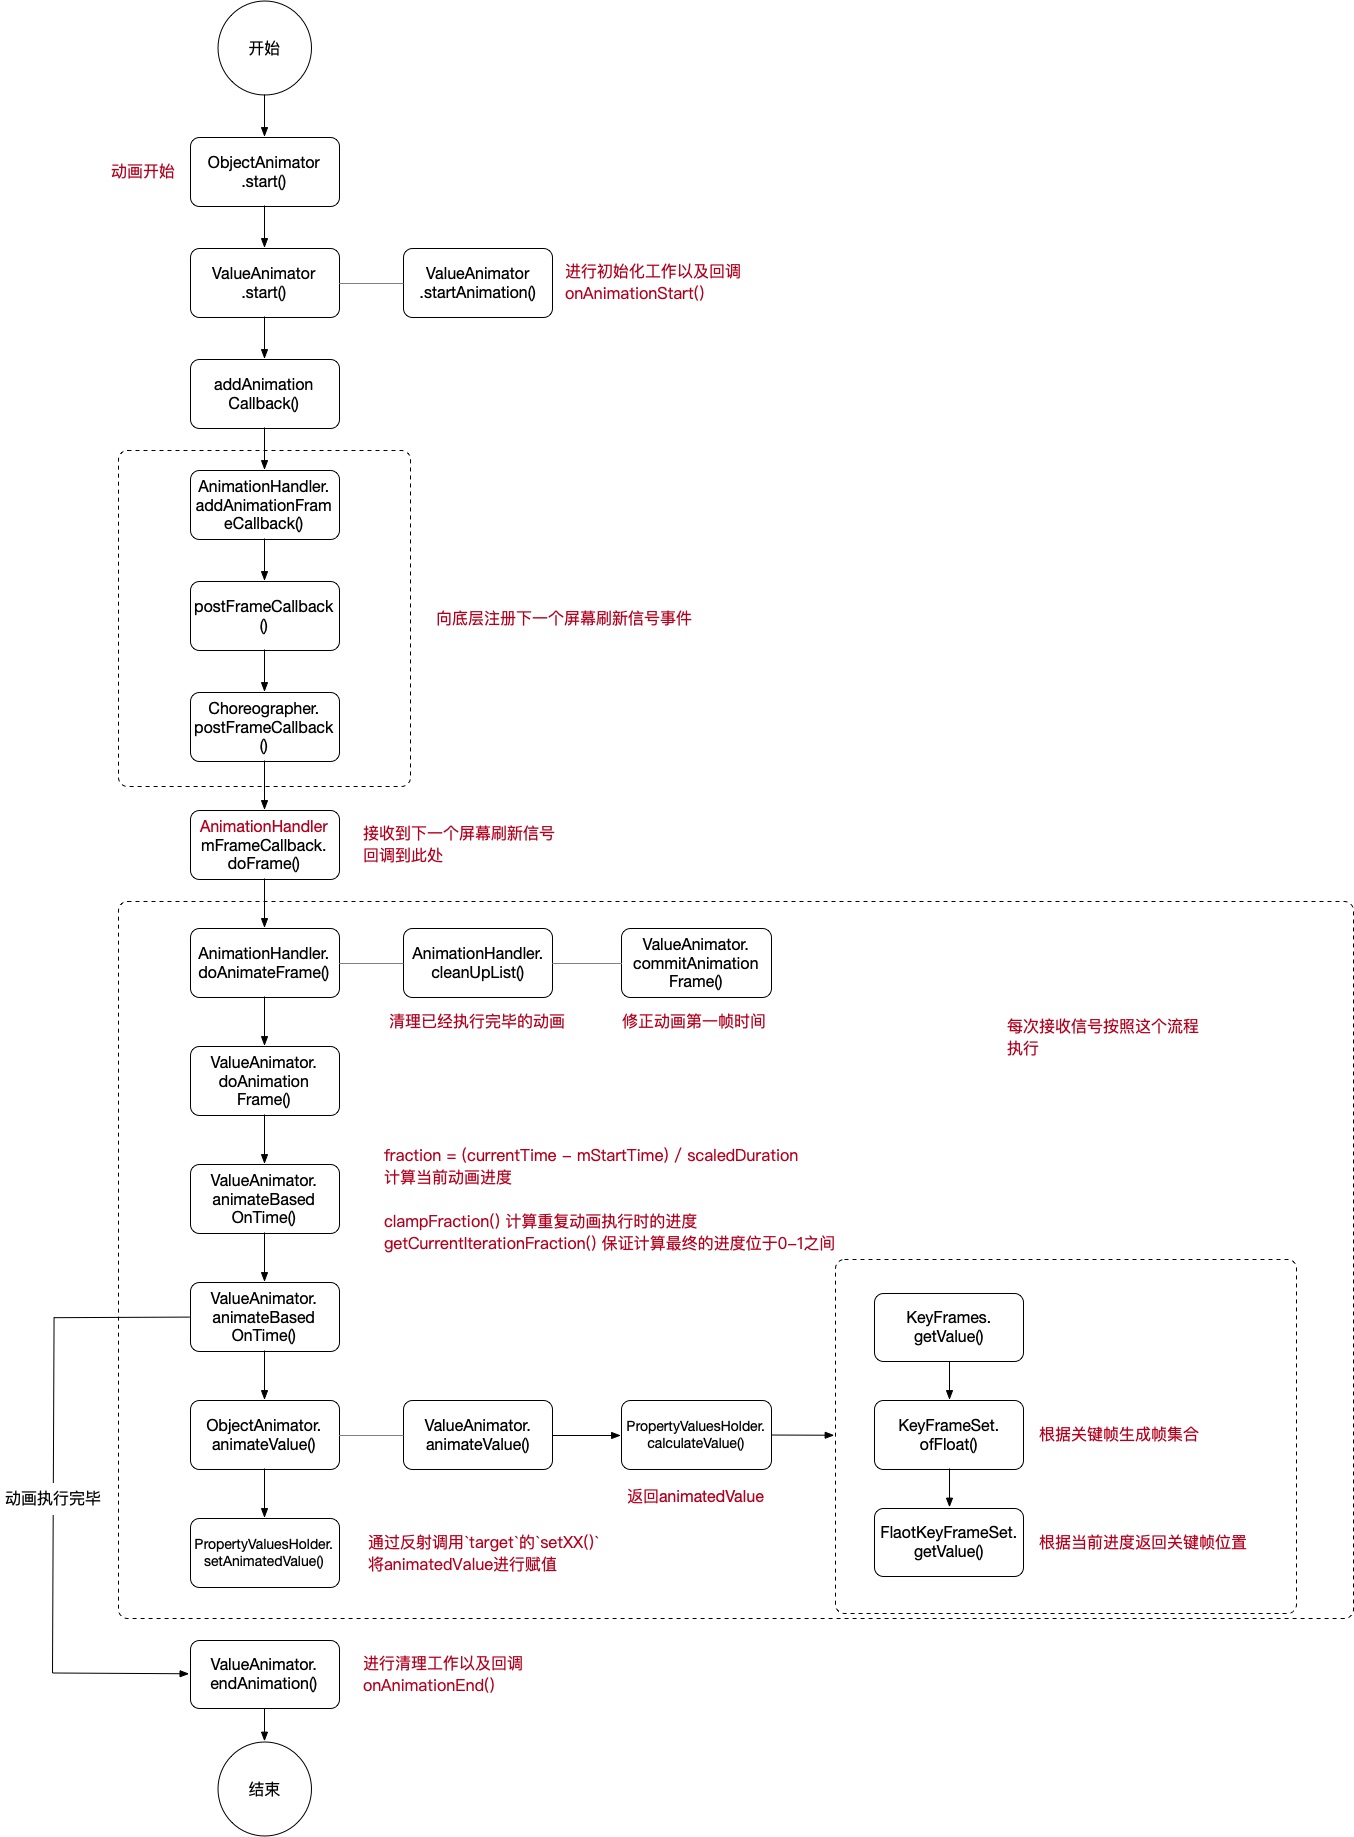 开始
动画开始
ObjectAnimator
.start()
ValueAnimator
.start()
ValueAnimator
.startAnimation()
进行初始化工作以及回调
onAnimationStart()
addAnimation
Callback()
AnimationHandler.
addAnimationFram
eCallback()
postFrameCallback
()
向底层注册下一个屏幕刷新信号事件
Choreographer.
postFrameCallback
()
AnimationHandler
mFrameCallback.
doFrame()
接收到下一个屏幕刷新信号
回调到此处
AnimationHandler.
doAnimateFrame()
AnimationHandler.
cleanUpList()
ValueAnimator.
commitAnimation
Frame()
清理已经执行完毕的动画
修正动画第一帧时间
每次接收信号按照这个流程
执行
ValueAnimator.
doAnimation
Frame()
ValueAnimator.
animateBased
OnTime()
fraction = (currentTime - mStartTime) / scaledDuration
计算当前动画进度
clampFraction() 计算重复动画执行时的进度
getCurrentIterationFraction() 保证计算最终的进度位于0-1之间
ValueAnimator.
animateBased
OnTime()
KeyFrames.
getValue()
ObjectAnimator.
animateValue()
ValueAnimator.
animateValue()
PropertyValuesHolder.
calculateValue()
返回animatedValue
KeyFrameSet.
ofFloat()
根据关键帧生成帧集合
动画执行完毕
PropertyValuesHolder.
setAnimatedValue()
通过反射调用`target`的`setXX()`
将animatedValue进行赋值
FlaotKeyFrameSet.
getValue()
根据当前进度返回关键帧位置
ValueAnimator.
endAnimation()
进行清理工作以及回调
onAnimationEnd()
结束